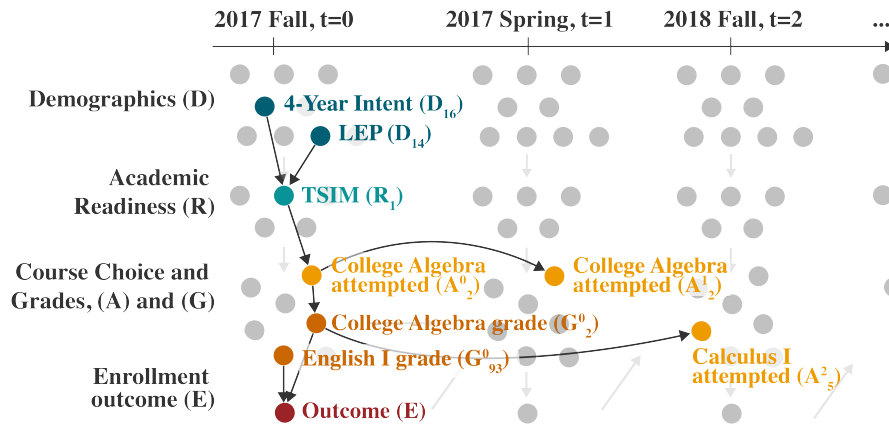 2017 Fall, t=0
2017 Spring, t=1
2018 Fall, t=2
...
Demographics (D)
4-Year Intent (D₁₆)
LEP (D₁₄)
Academic
Readiness (R)
TSIM (R₁)
Course Choice and
Grades, (A) and (G)
College Algebra
attempted (A⁰₂)
College Algebra
attempted (A¹₂)
College Algebra grade (G⁰₂)
English I grade (G⁰₉₃)
Calculus I
attempted (A²₅)
Enrollment
outcome (E)
Outcome (E)